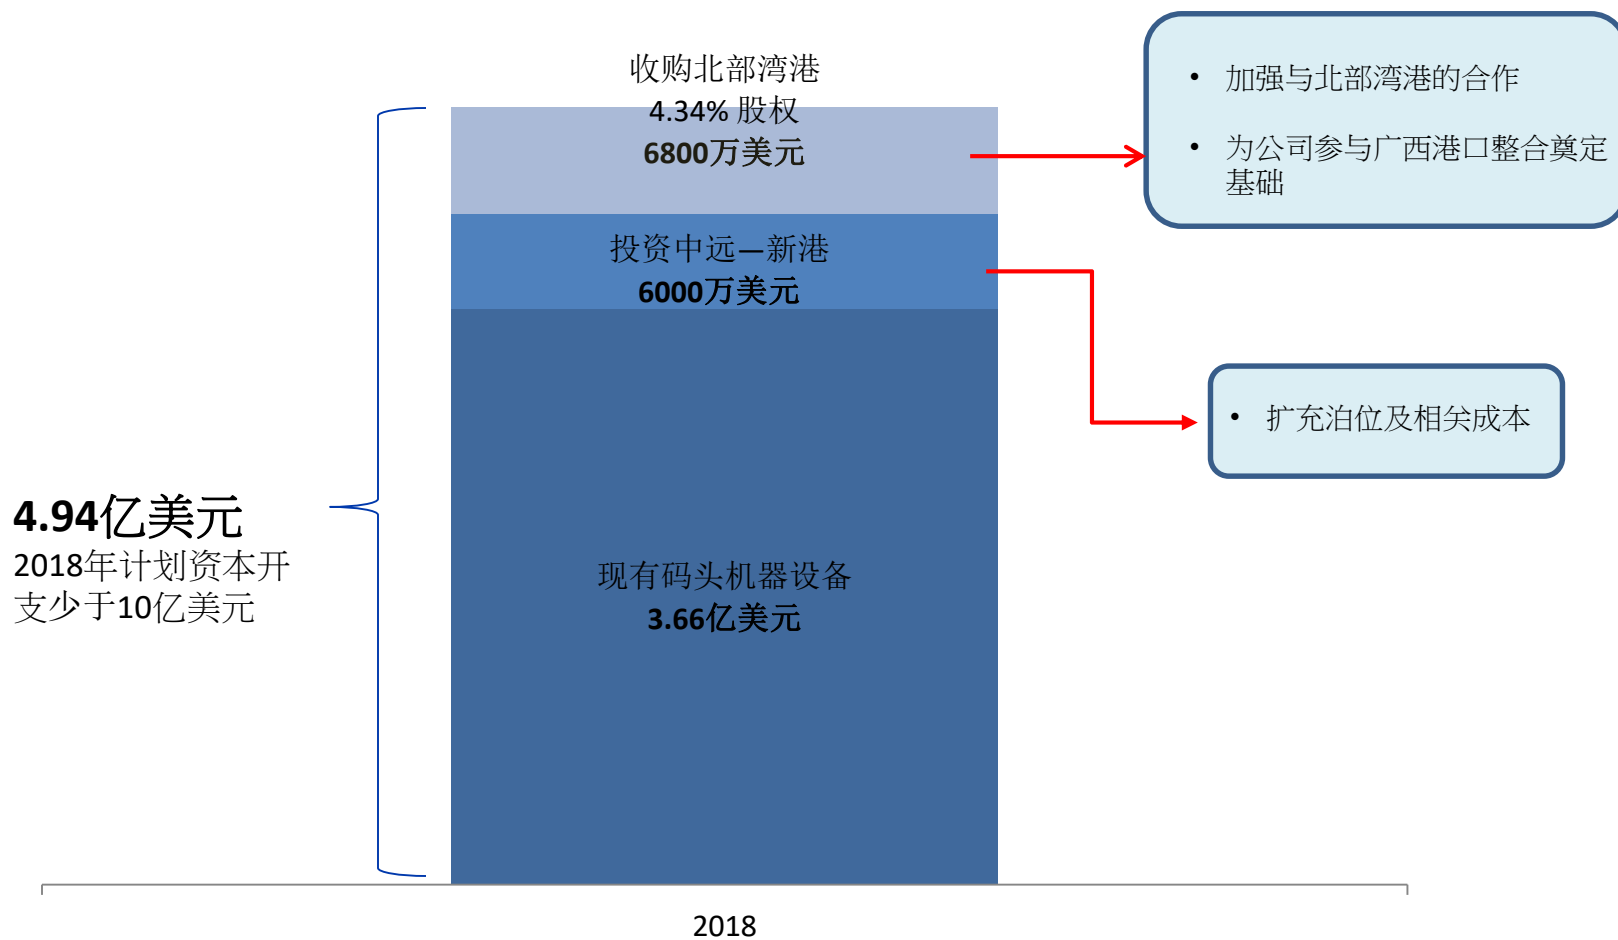 收购北部湾港
4.34% 股权
6800万美元
• 加强与北部湾港的合作
• 为公司参与广西港口整合奠定
基础
投资中远—新港
6000万美元
• 扩充泊位及相关成本
4.94亿美元
2018年计划资本开
支少于10亿美元
现有码头机器设备
3.66亿美元
2018